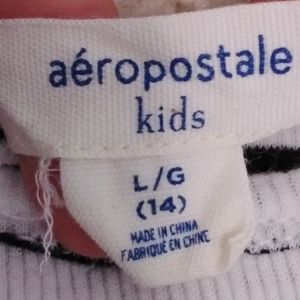 aéropostale
kids
L/G
(14)
MADE IN CHINA
FABRIQUÉ EN CHINE